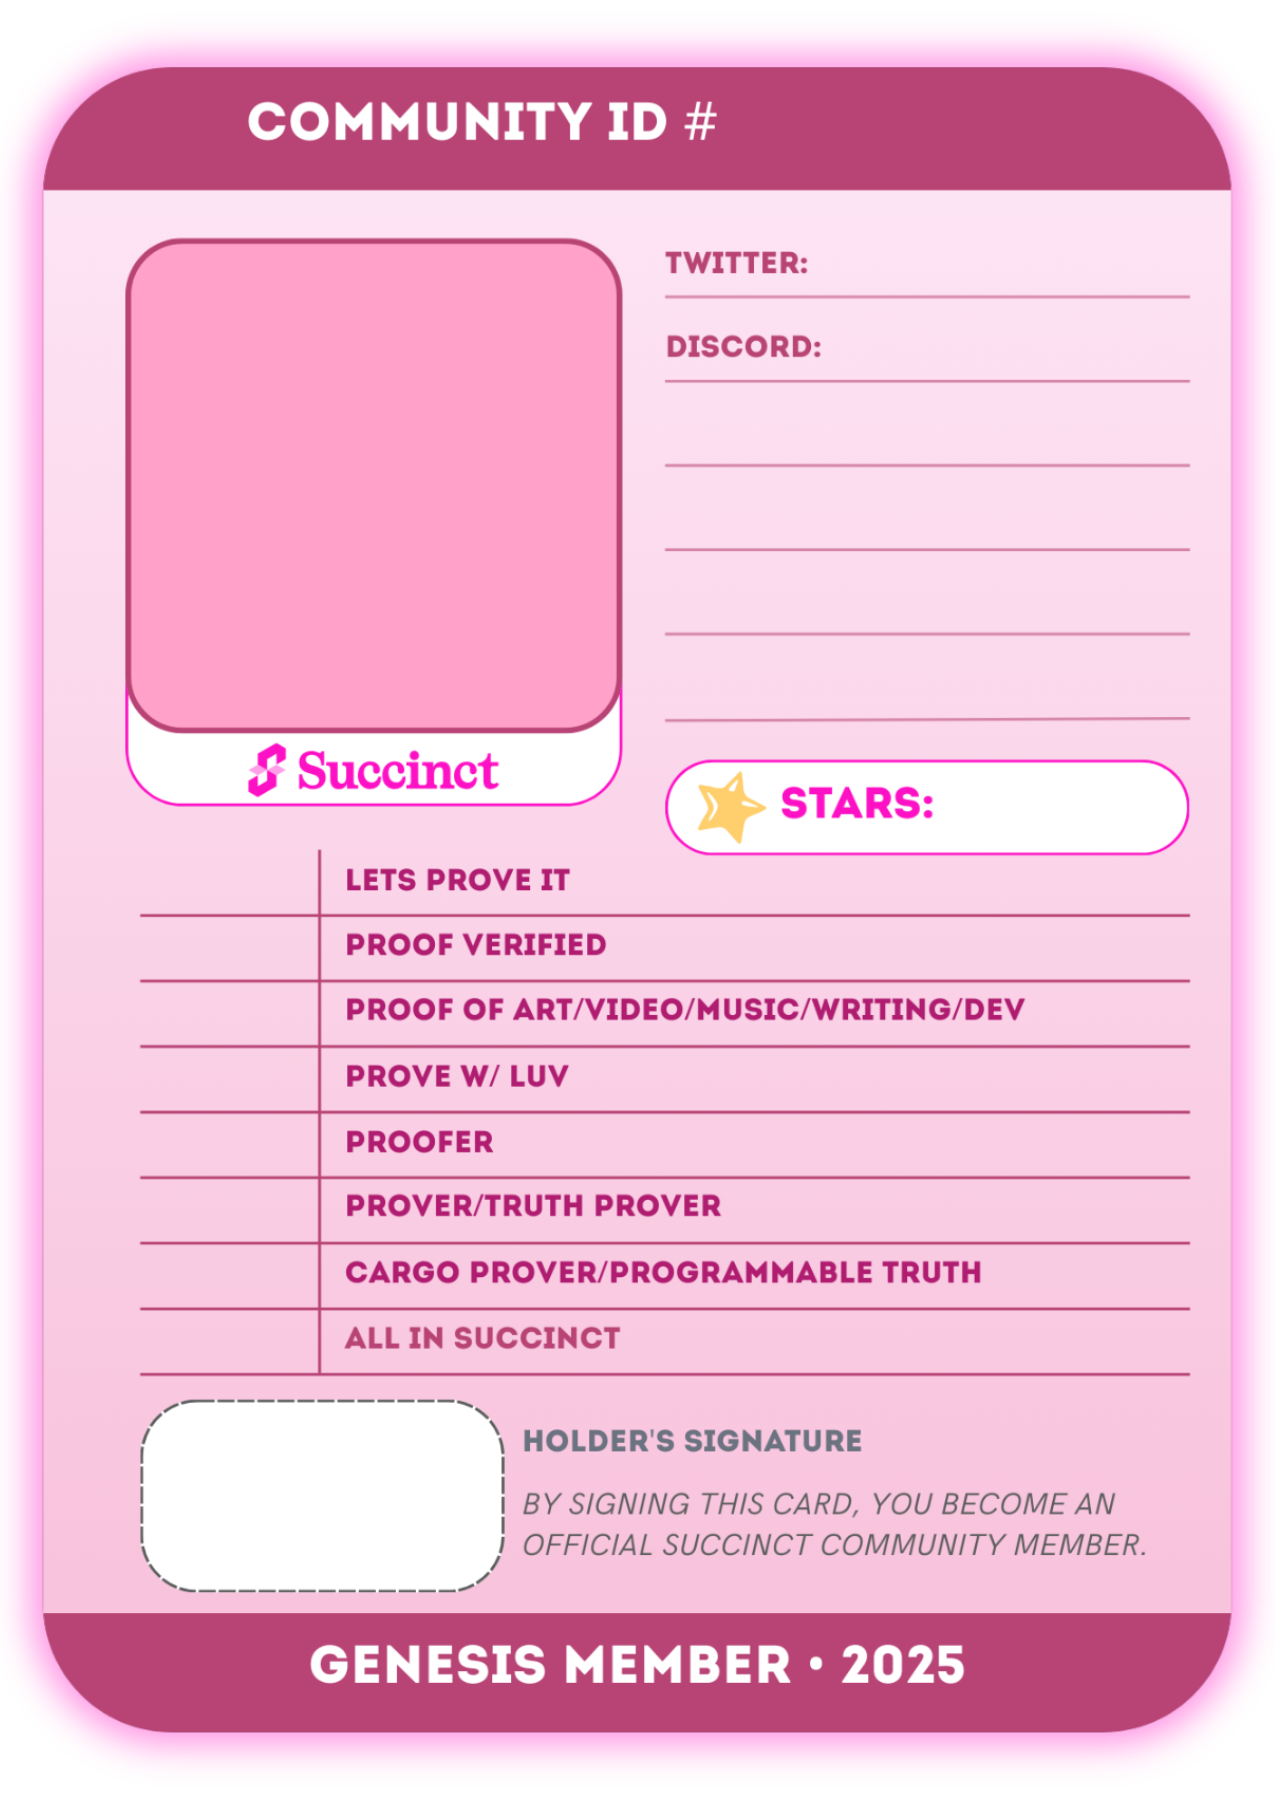 COMMUNITY ID #
TWITTER:
DISCORD:
Succinct
STARS:
LETS PROVE IT
PROOF VERIFIED
PROOF OF ART/VIDEO/MUSIC/WRITING/DEV
PROVE W/ LUV
PROOFER
PROVER/TRUTH PROVER
CARGO PROVER/PROGRAMMABLE TRUTH
ALL IN SUCCINCT
HOLDER'S SIGNATURE
BY SIGNING THIS CARD, YOU BECOME AN
OFFICIAL SUCCINCT COMMUNITY MEMBER.
GENESIS MEMBER • 2025